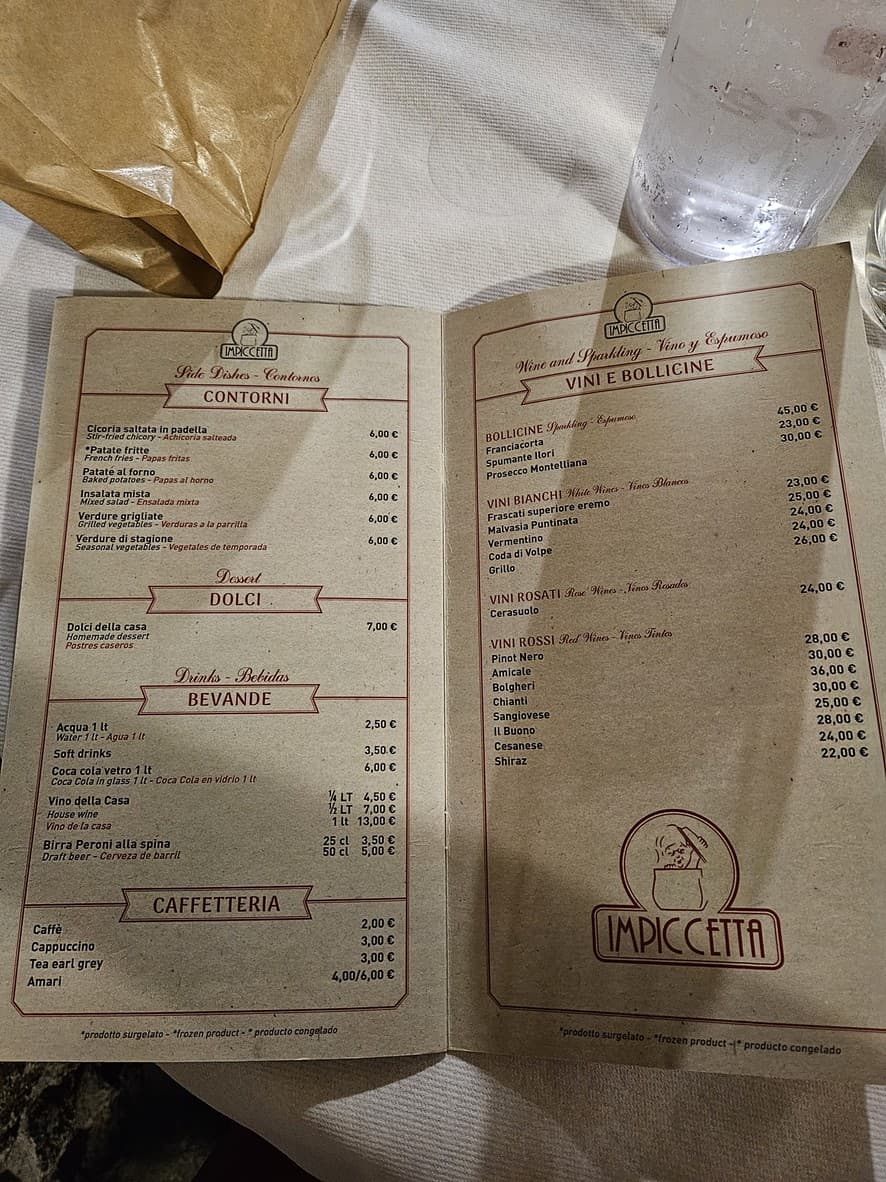 IMPICCETTA
Side Dishes - Contornos
CONTORNI
Cicoria saltata in padella 6,00 €
Stir-fried chicory - Achicoria salteada
*Patate fritte 6,00 €
French fries - Papas fritas
Patate al forno 6,00 €
Baked potatoes - Papas al horno
Insalata mista 6,00 €
Mixed salad - Ensalada mixta
Verdure grigliate 6,00 €
Grilled vegetables - Verduras a la parrilla
Verdure di stagione 6,00 €
Seasonal vegetables - Vegetales de temporada
Dessert
DOLCI
Dolci della casa 7,00 €
Homemade dessert
Postres caseros
Drinks - Bebidas
BEVANDE
Acqua 1 lt 2,50 €
Water 1 lt - Agua 1 lt
Soft drinks 3,50 €
Coca cola vetro 1 lt 6,00 €
Coca Cola in glass 1 lt - Coca Cola en vidrio 1 lt
Vino della Casa ¼ LT 4,50 €
House wine ½ LT 7,00 €
Vino de la casa 1 lt 13,00 €
Birra Peroni alla spina 25 cl 3,50 €
Draft beer - Cerveza de barril 50 cl 5,00 €
CAFFETTERIA
Caffè 2,00 €
Cappuccino 3,00 €
Tea earl grey 3,00 €
Amari 4,00/6,00 €
*prodotto surgelato - *frozen product - * producto congelado
IMPICCETTA
Wine and Sparkling - Vino y Espumoso
VINI E BOLLICINE
BOLLICINE Sparkling - Espumoso
Franciacorta 45,00 €
Spumante Ilori 23,00 €
Prosecco Montelliana 30,00 €
VINI BIANCHI White Wines - Vinos Blancos
Frascati superiore eremo 23,00 €
Malvasia Puntinata 25,00 €
Vermentino 24,00 €
Coda di Volpe 24,00 €
Grillo 26,00 €
VINI ROSATI Rosé Wines - Vinos Rosados
Cerasuolo 24,00 €
VINI ROSSI Red Wines - Vinos Tintos
Pinot Nero 28,00 €
Amicale 30,00 €
Bolgheri 36,00 €
Chianti 30,00 €
Sangiovese 25,00 €
Il Buono 28,00 €
Cesanese 24,00 €
Shiraz 22,00 €
IMPICCETTA
*prodotto surgelato - *frozen product - * producto congelado